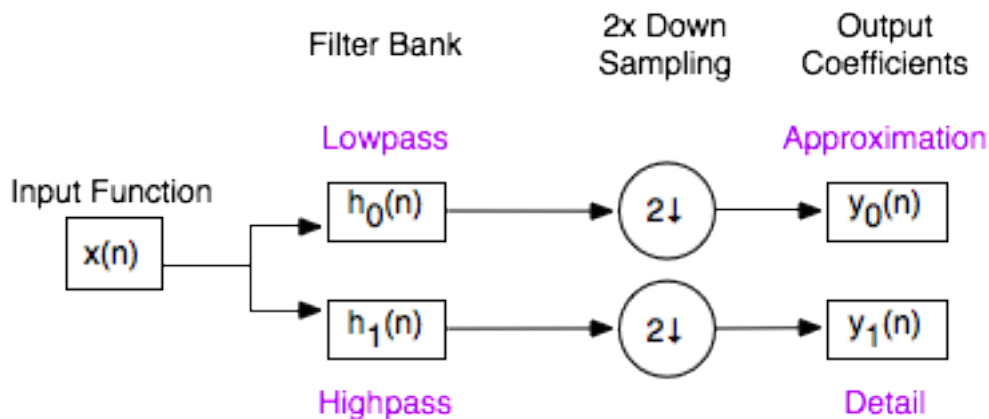 Filter Bank
2x Down
Sampling
Output
Coefficients
Lowpass
Approximation
Input Function
x(n)
h0(n)
2↓
y0(n)
h1(n)
2↓
y1(n)
Highpass
Detail